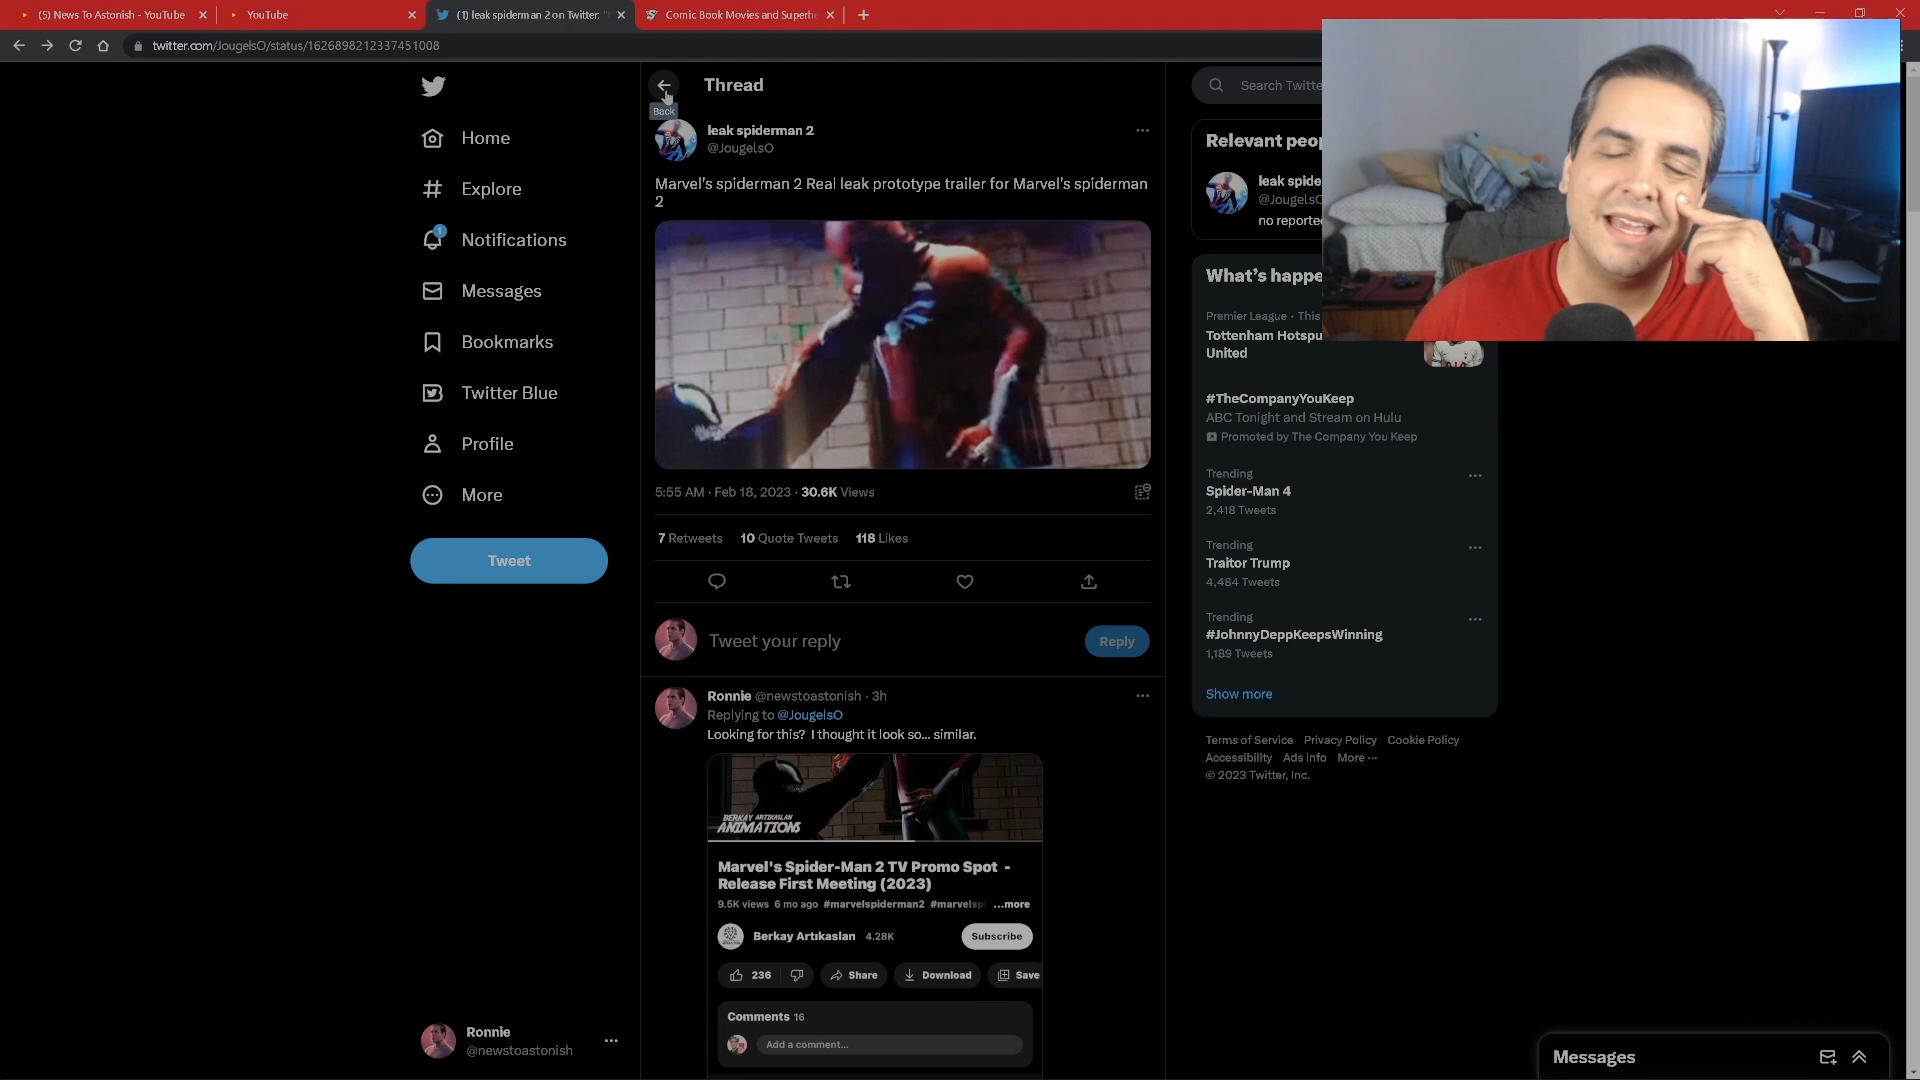 (5) News To Astonish - YouTube
YouTube
(1) leak spiderman 2 on Twitter: "
Comic Book Movies and Superhe
twitter.com/JougelsO/status/1626898212337451008
Thread
Back
Search Twitte
Home
Explore
Notifications
1
Messages
Bookmarks
Twitter Blue
Profile
More
Tweet
leak spiderman 2
@JougelsO
Marvel's spiderman 2 Real leak prototype trailer for Marvel's spiderman
2
5:55 AM · Feb 18, 2023 · 30.6K Views
7 Retweets 10 Quote Tweets 118 Likes
Tweet your reply
Reply
Ronnie @newstoastonish · 3h
Replying to @JougelsO
Looking for this? I thought it look so... similar.
BERKAY ARTIKASLAN
ANIMATIONS
Marvel's Spider-Man 2 TV Promo Spot -
Release First Meeting (2023)
9.5K views 6 mo ago #marvelspiderman2 #marvelsp ...more
Berkay Artıkaslan 4.28K
Subscribe
236 Share Download Save
Comments 16
Add a comment...
Relevant peop
leak spide
@JougelsO
no reporte
What's happe
Premier League · This
Tottenham Hotspu
United
#TheCompanyYouKeep
ABC Tonight and Stream on Hulu
Promoted by The Company You Keep
Trending
Spider-Man 4
2,418 Tweets
Trending
Traitor Trump
4,484 Tweets
Trending
#JohnnyDeppKeepsWinning
1,189 Tweets
Show more
Terms of Service Privacy Policy Cookie Policy
Accessibility Ads info More ...
© 2023 Twitter, Inc.
Ronnie
@newstoastonish
Messages